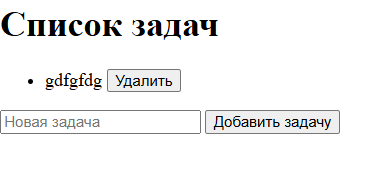 Список задач
gdfgfdg Удалить
Новая задача Добавить задачу